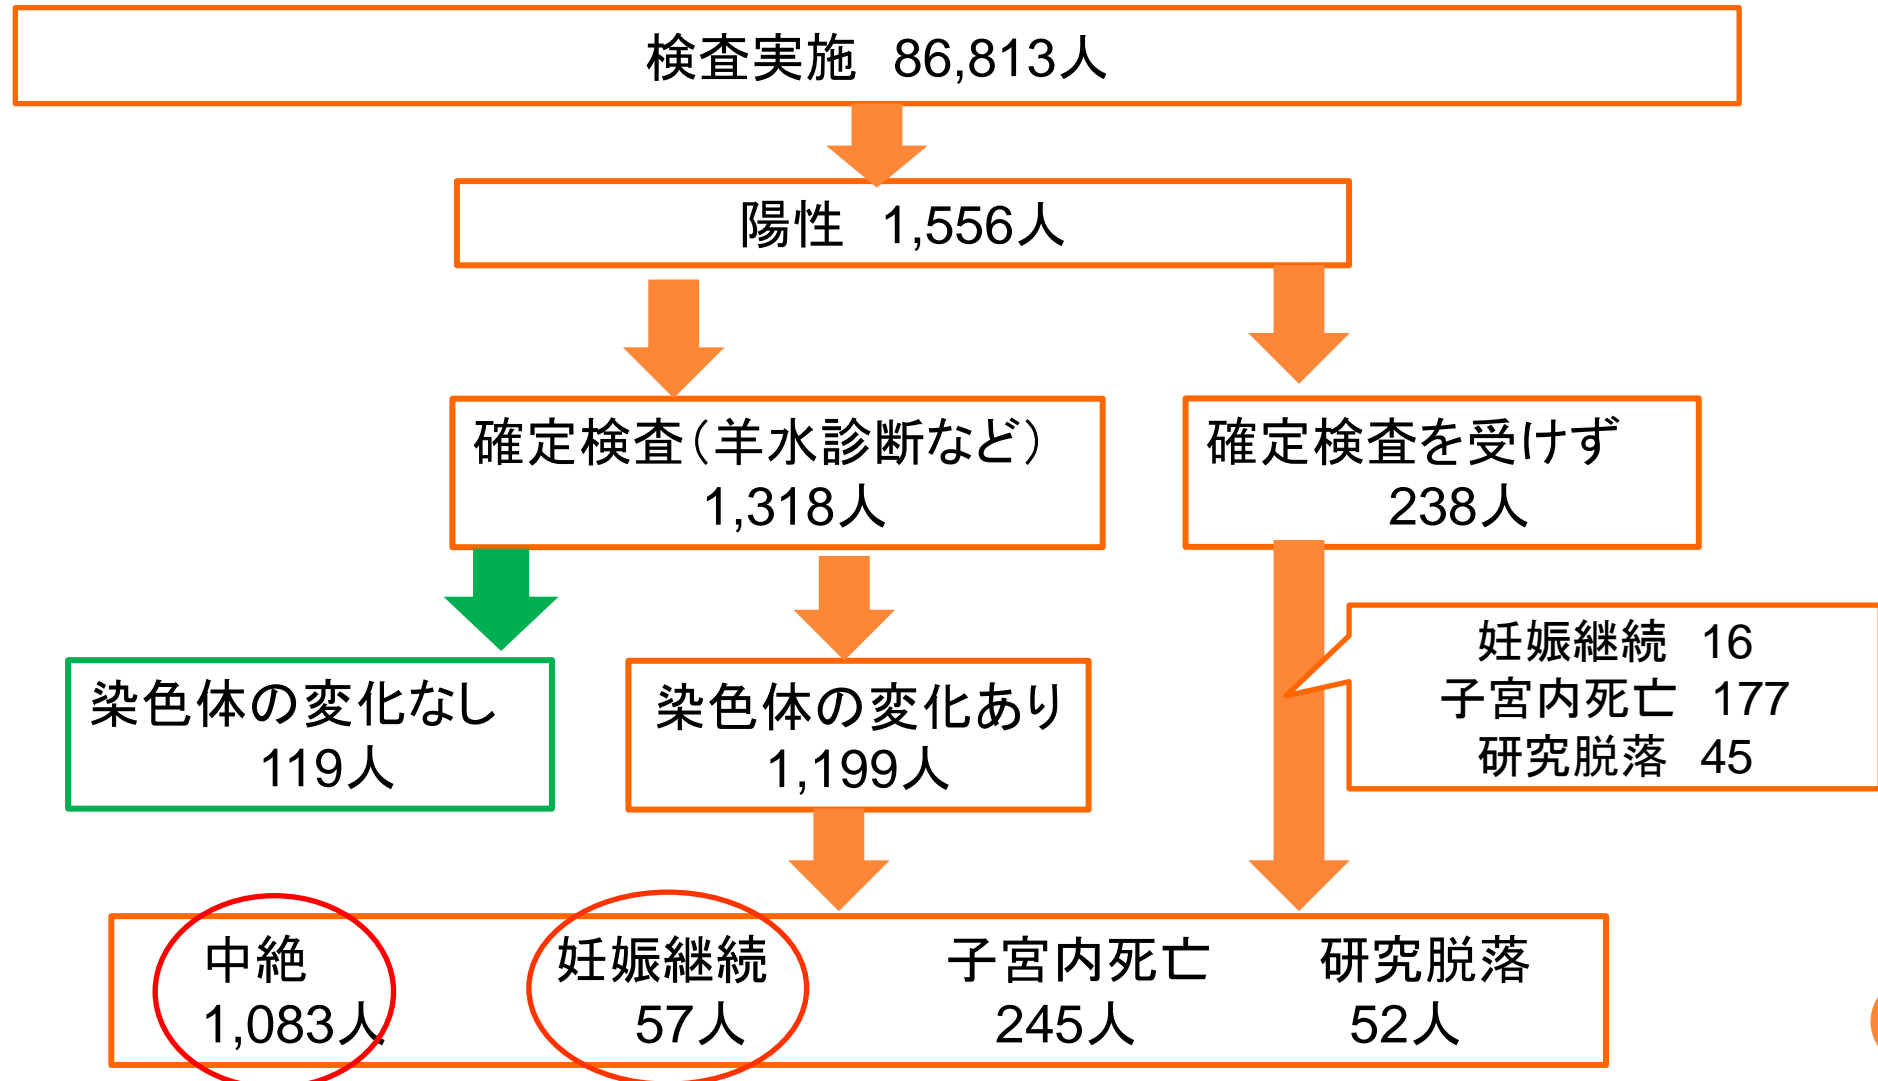 検査実施　86,813人
陽性　1,556人
確定検査（羊水診断など）
1,318人
確定検査を受けず
238人
染色体の変化なし
119人
染色体の変化あり
1,199人
妊娠継続　16
子宮内死亡　177
研究脱落　45
中絶
1,083人
妊娠継続
57人
子宮内死亡
245人
研究脱落
52人